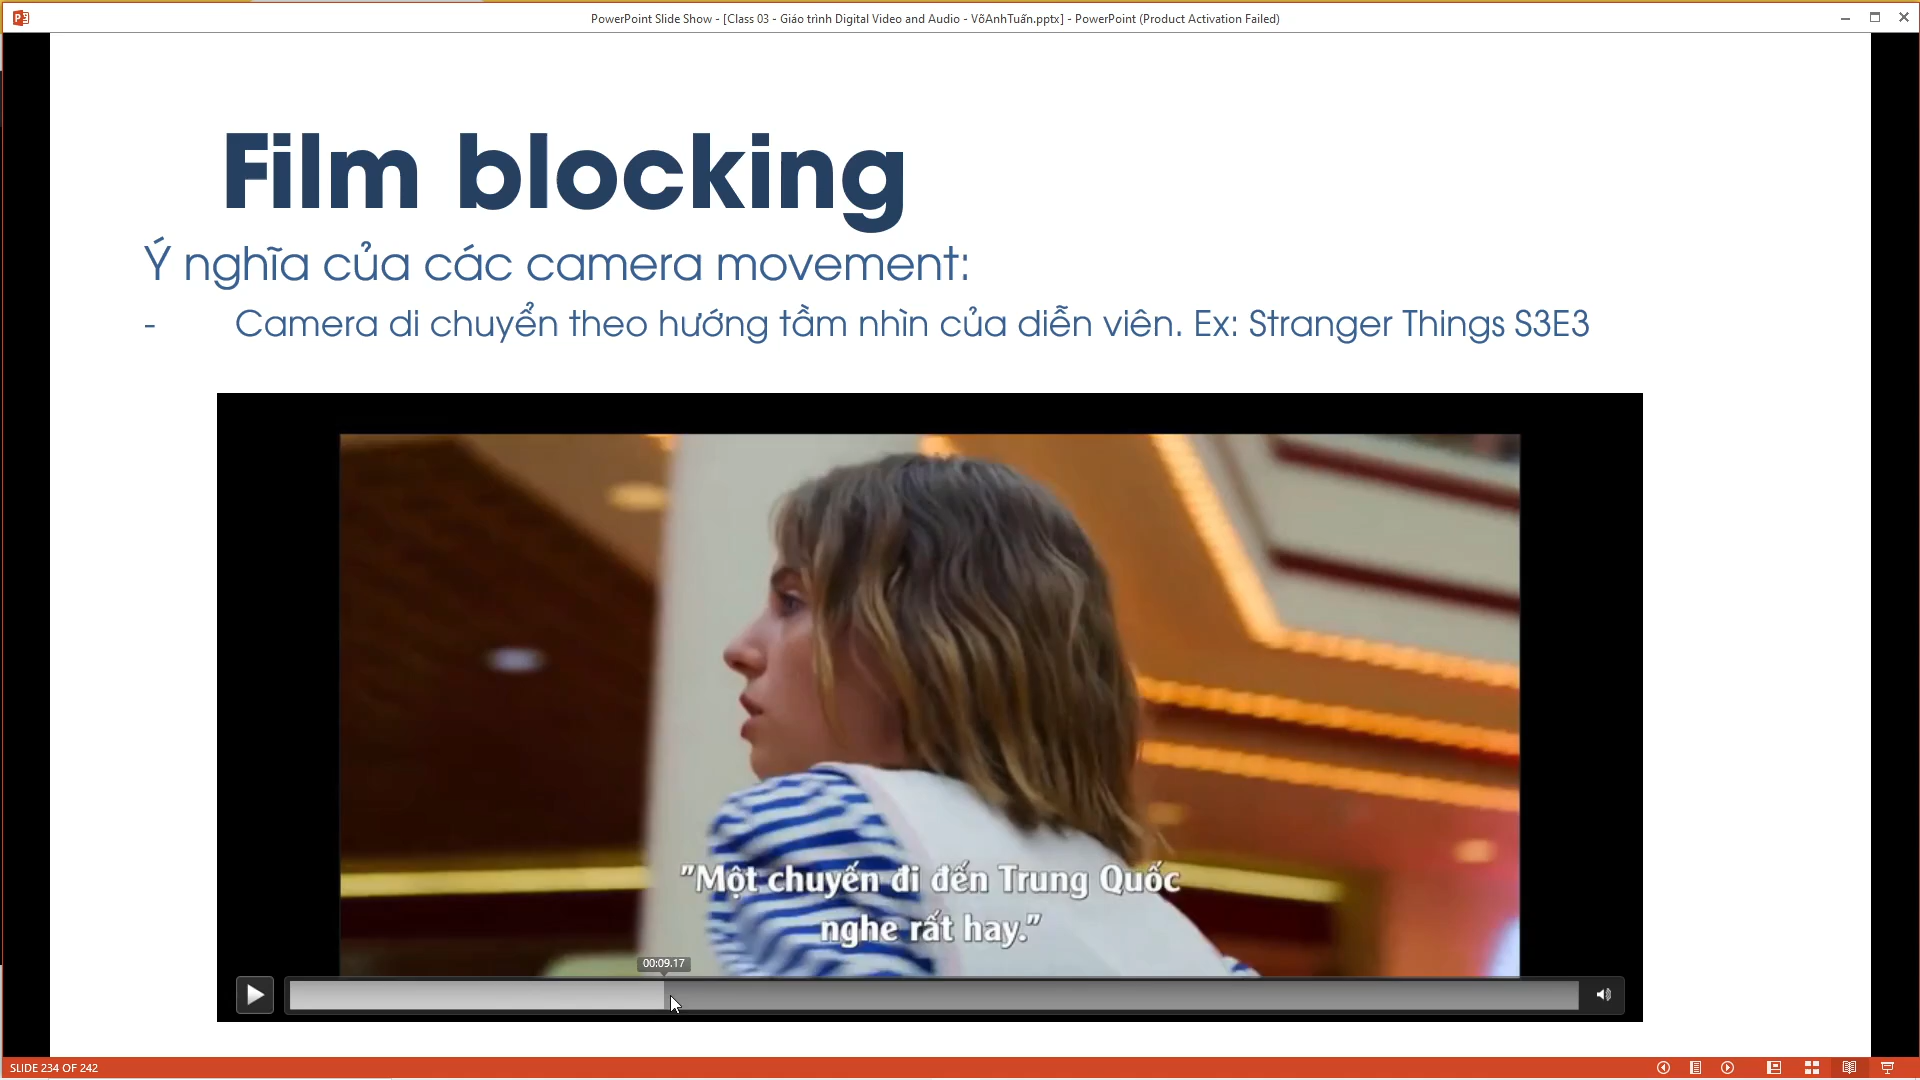 PowerPoint Slide Show - [Class 03 - Giáo trình Digital Video and Audio - VõAnhTuấn.pptx] - PowerPoint (Product Activation Failed)
Film blocking
Ý nghĩa của các camera movement:
- Camera di chuyển theo hướng tầm nhìn của diễn viên. Ex: Stranger Things S3E3
"Một chuyến đi đến Trung Quốc
nghe rất hay."
00:09.17
SLIDE 234 OF 242